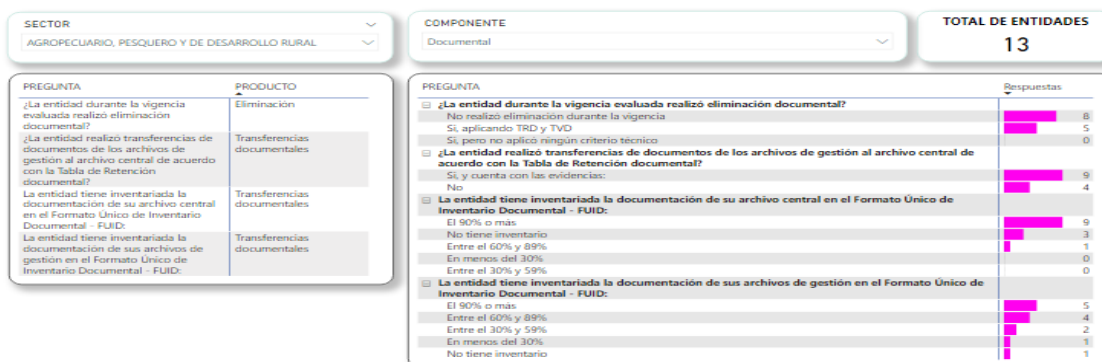 SECTOR
AGROPECUARIO, PESQUERO Y DE DESARROLLO RURAL
COMPONENTE
Documental
TOTAL DE ENTIDADES
13
PREGUNTA PRODUCTO
¿La entidad durante la vigencia Eliminación
evaluada realizó eliminación
documental?
¿La entidad realizó transferencias de Transferencias
documentos de los archivos de documentales
gestión al archivo central de acuerdo
con la Tabla de Retención
documental?
La entidad tiene inventariada la Transferencias
documentación de su archivo central documentales
en el Formato Único de Inventario
Documental - FUID:
La entidad tiene inventariada la Transferencias
documentación de sus archivos de documentales
gestión en el Formato Único de
Inventario Documental - FUID:
PREGUNTA Respuestas
¿La entidad durante la vigencia evaluada realizó eliminación documental?
No realizó eliminación durante la vigencia 8
Si, aplicando TRD y TVD 5
Si, pero no aplicó ningún criterio técnico 0
¿La entidad realizó transferencias de documentos de los archivos de gestión al archivo central de
acuerdo con la Tabla de Retención documental?
Si, y cuenta con las evidencias: 9
No 4
La entidad tiene inventariada la documentación de su archivo central en el Formato Único de
Inventario Documental - FUID:
El 90% o más 9
No tiene inventario 3
Entre el 60% y 89% 1
En menos del 30% 0
Entre el 30% y 59% 0
La entidad tiene inventariada la documentación de sus archivos de gestión en el Formato Único de
Inventario Documental - FUID:
El 90% o más 5
Entre el 60% y 89% 4
Entre el 30% y 59% 2
En menos del 30% 1
No tiene inventario 1